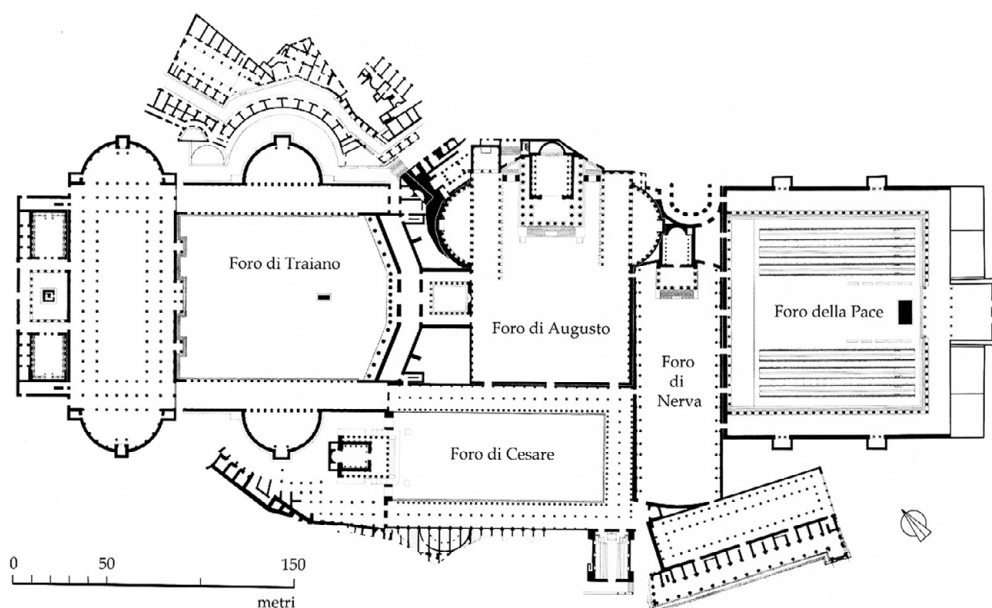 Foro di Traiano
Foro di Augusto
Foro della Pace
Foro
di
Nerva
Foro di Cesare
0 50 150
metri